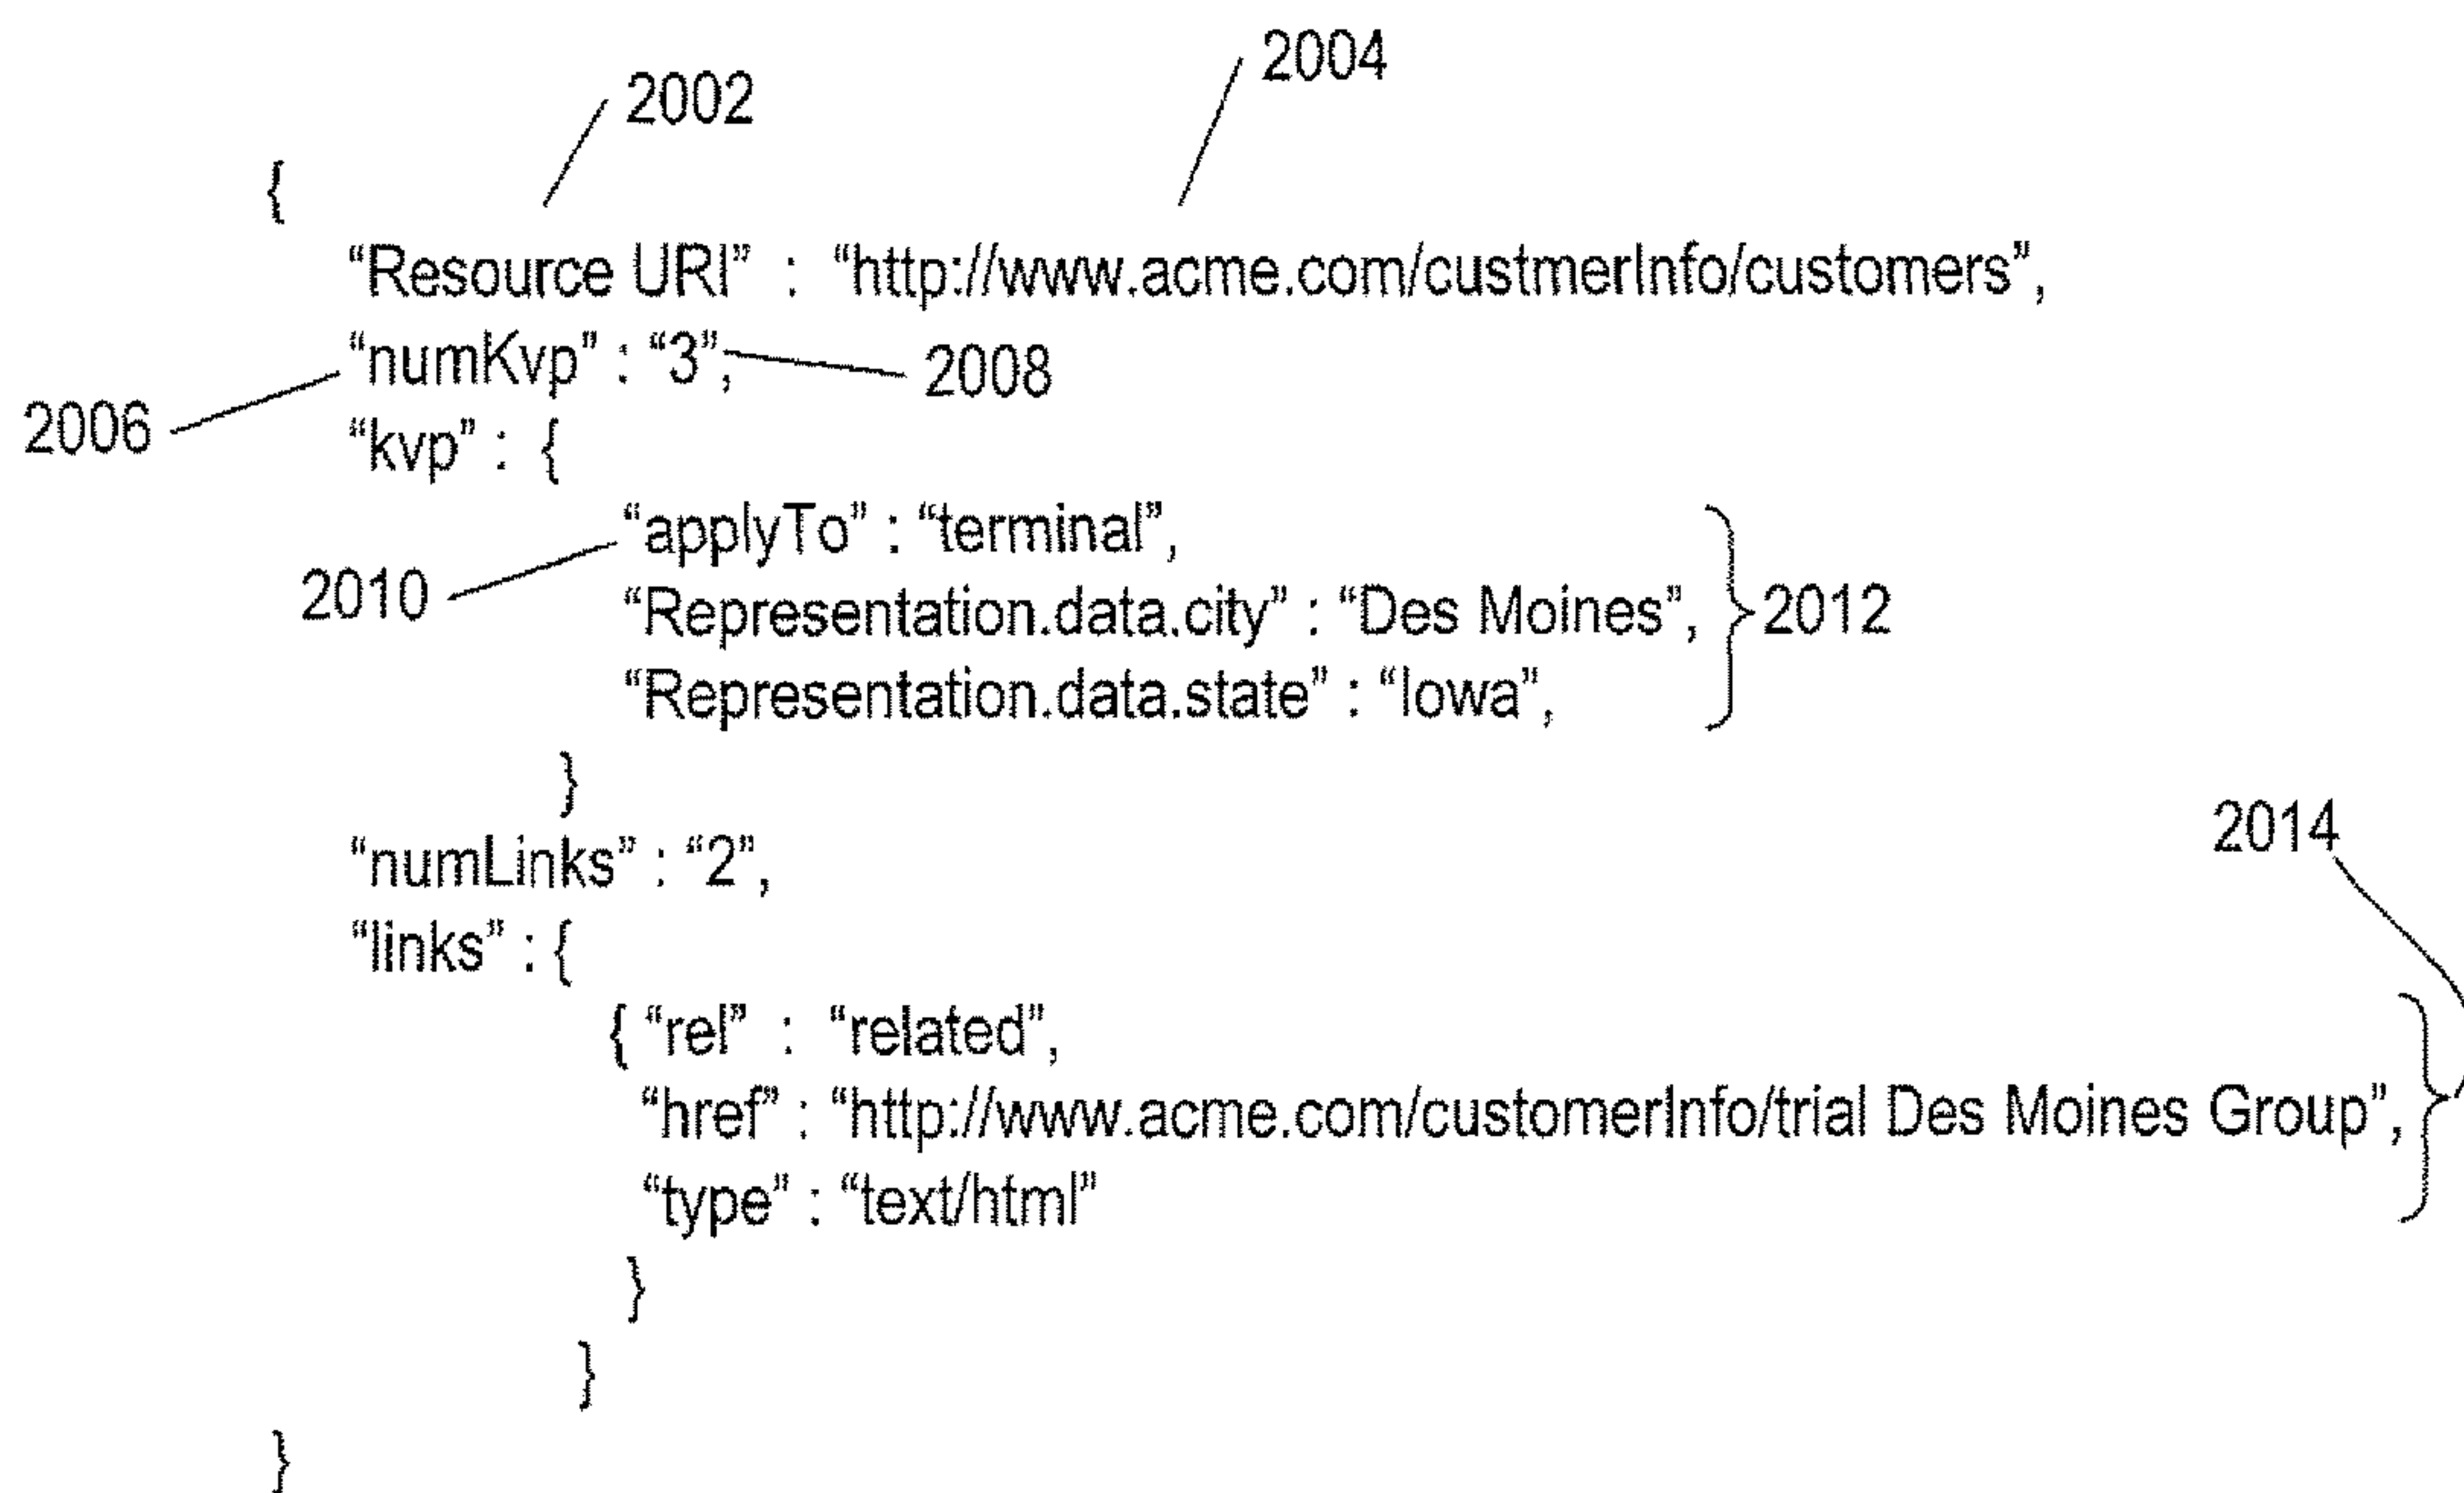 2002
2004
{
“Resource URI” : “http://www.acme.com/custmerInfo/customers”,
“numKvp” : “3”,
2008
2006
“kvp” : {
“applyTo” : “terminal”,
2010
“Representation.data.city” : “Des Moines”,
2012
“Representation.data.state” : “Iowa”,
}
“numLinks” : “2”,
2014
“links” : {
{ “rel” : “related”,
“href” : “http://www.acme.com/customerInfo/trial Des Moines Group”,
“type” : “text/html”
}
}
}